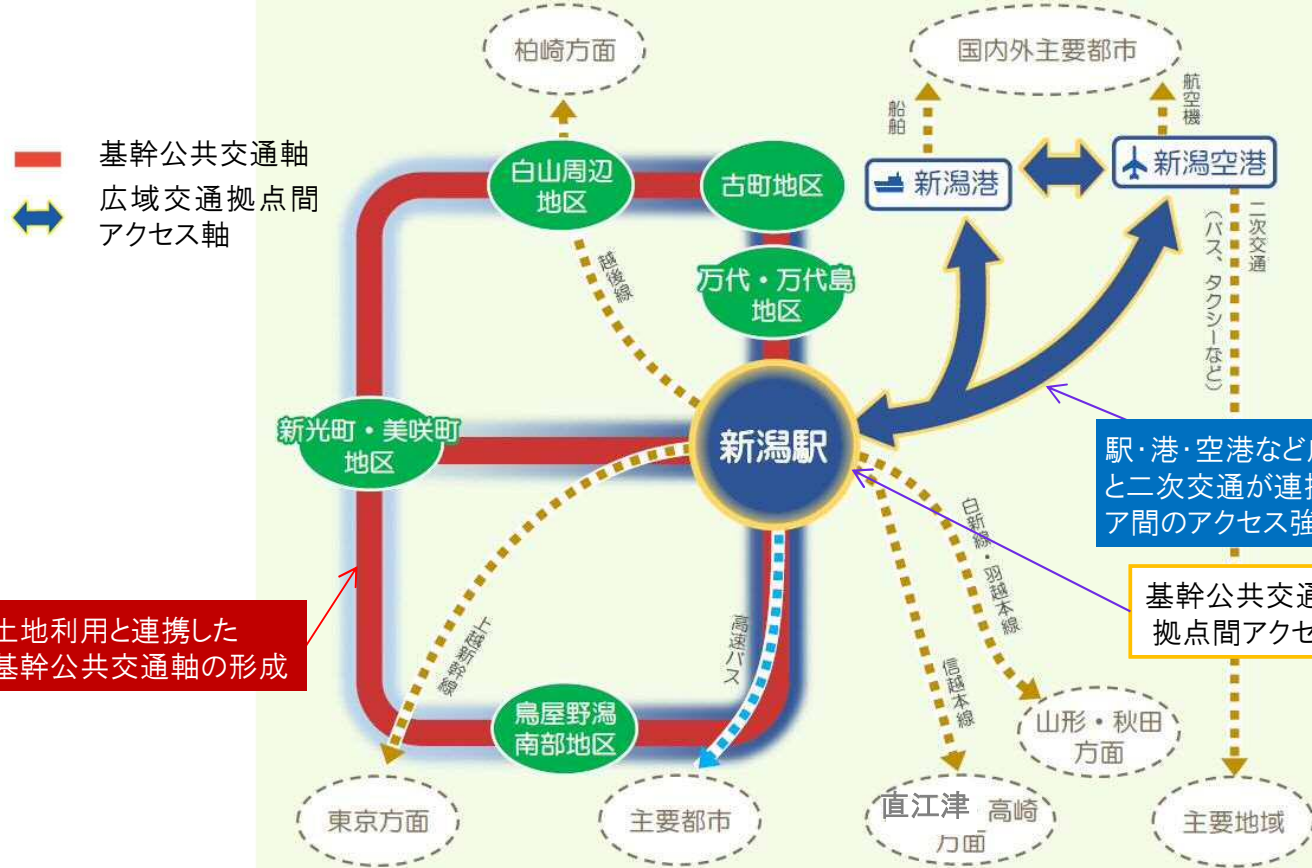 柏崎方面
国内外主要都市
船舶
航空機
基幹公共交通軸
広域交通拠点間
アクセス軸
白山周辺
地区
古町地区
新潟港
新潟空港
越後線
万代・万代島
地区
二次交通
（バス、タクシーなど）
新光町・美咲町
地区
新潟駅
駅・港・空港など
と二次交通が連
ア間のアクセス強
白新線・羽越本線
基幹公共交通
拠点間アクセ
土地利用と連携した
基幹公共交通軸の形成
上越新幹線
高速バス
信越本線
鳥屋野潟
南部地区
山形・秋田
方面
東京方面
主要都市
直江津 高崎
方面
主要地域